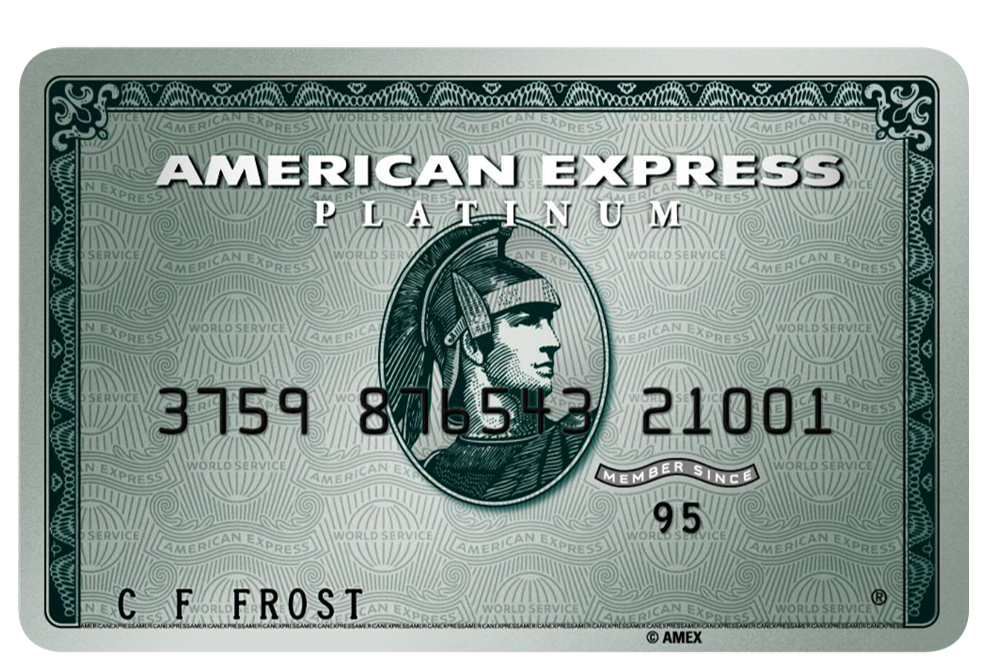 AMERICAN EXPRESS
PLATINUM
3759 876543 21001
MEMBER SINCE
95
C F FROST
®
© AMEX